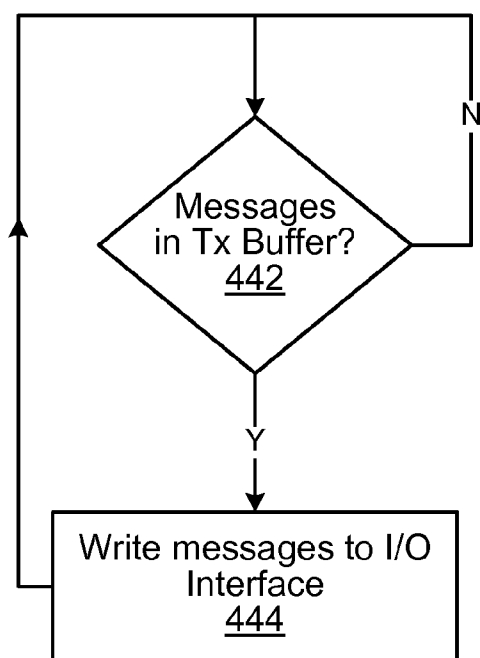 N
Messages
in Tx Buffer?
442
Y
Write messages to I/O
Interface
444